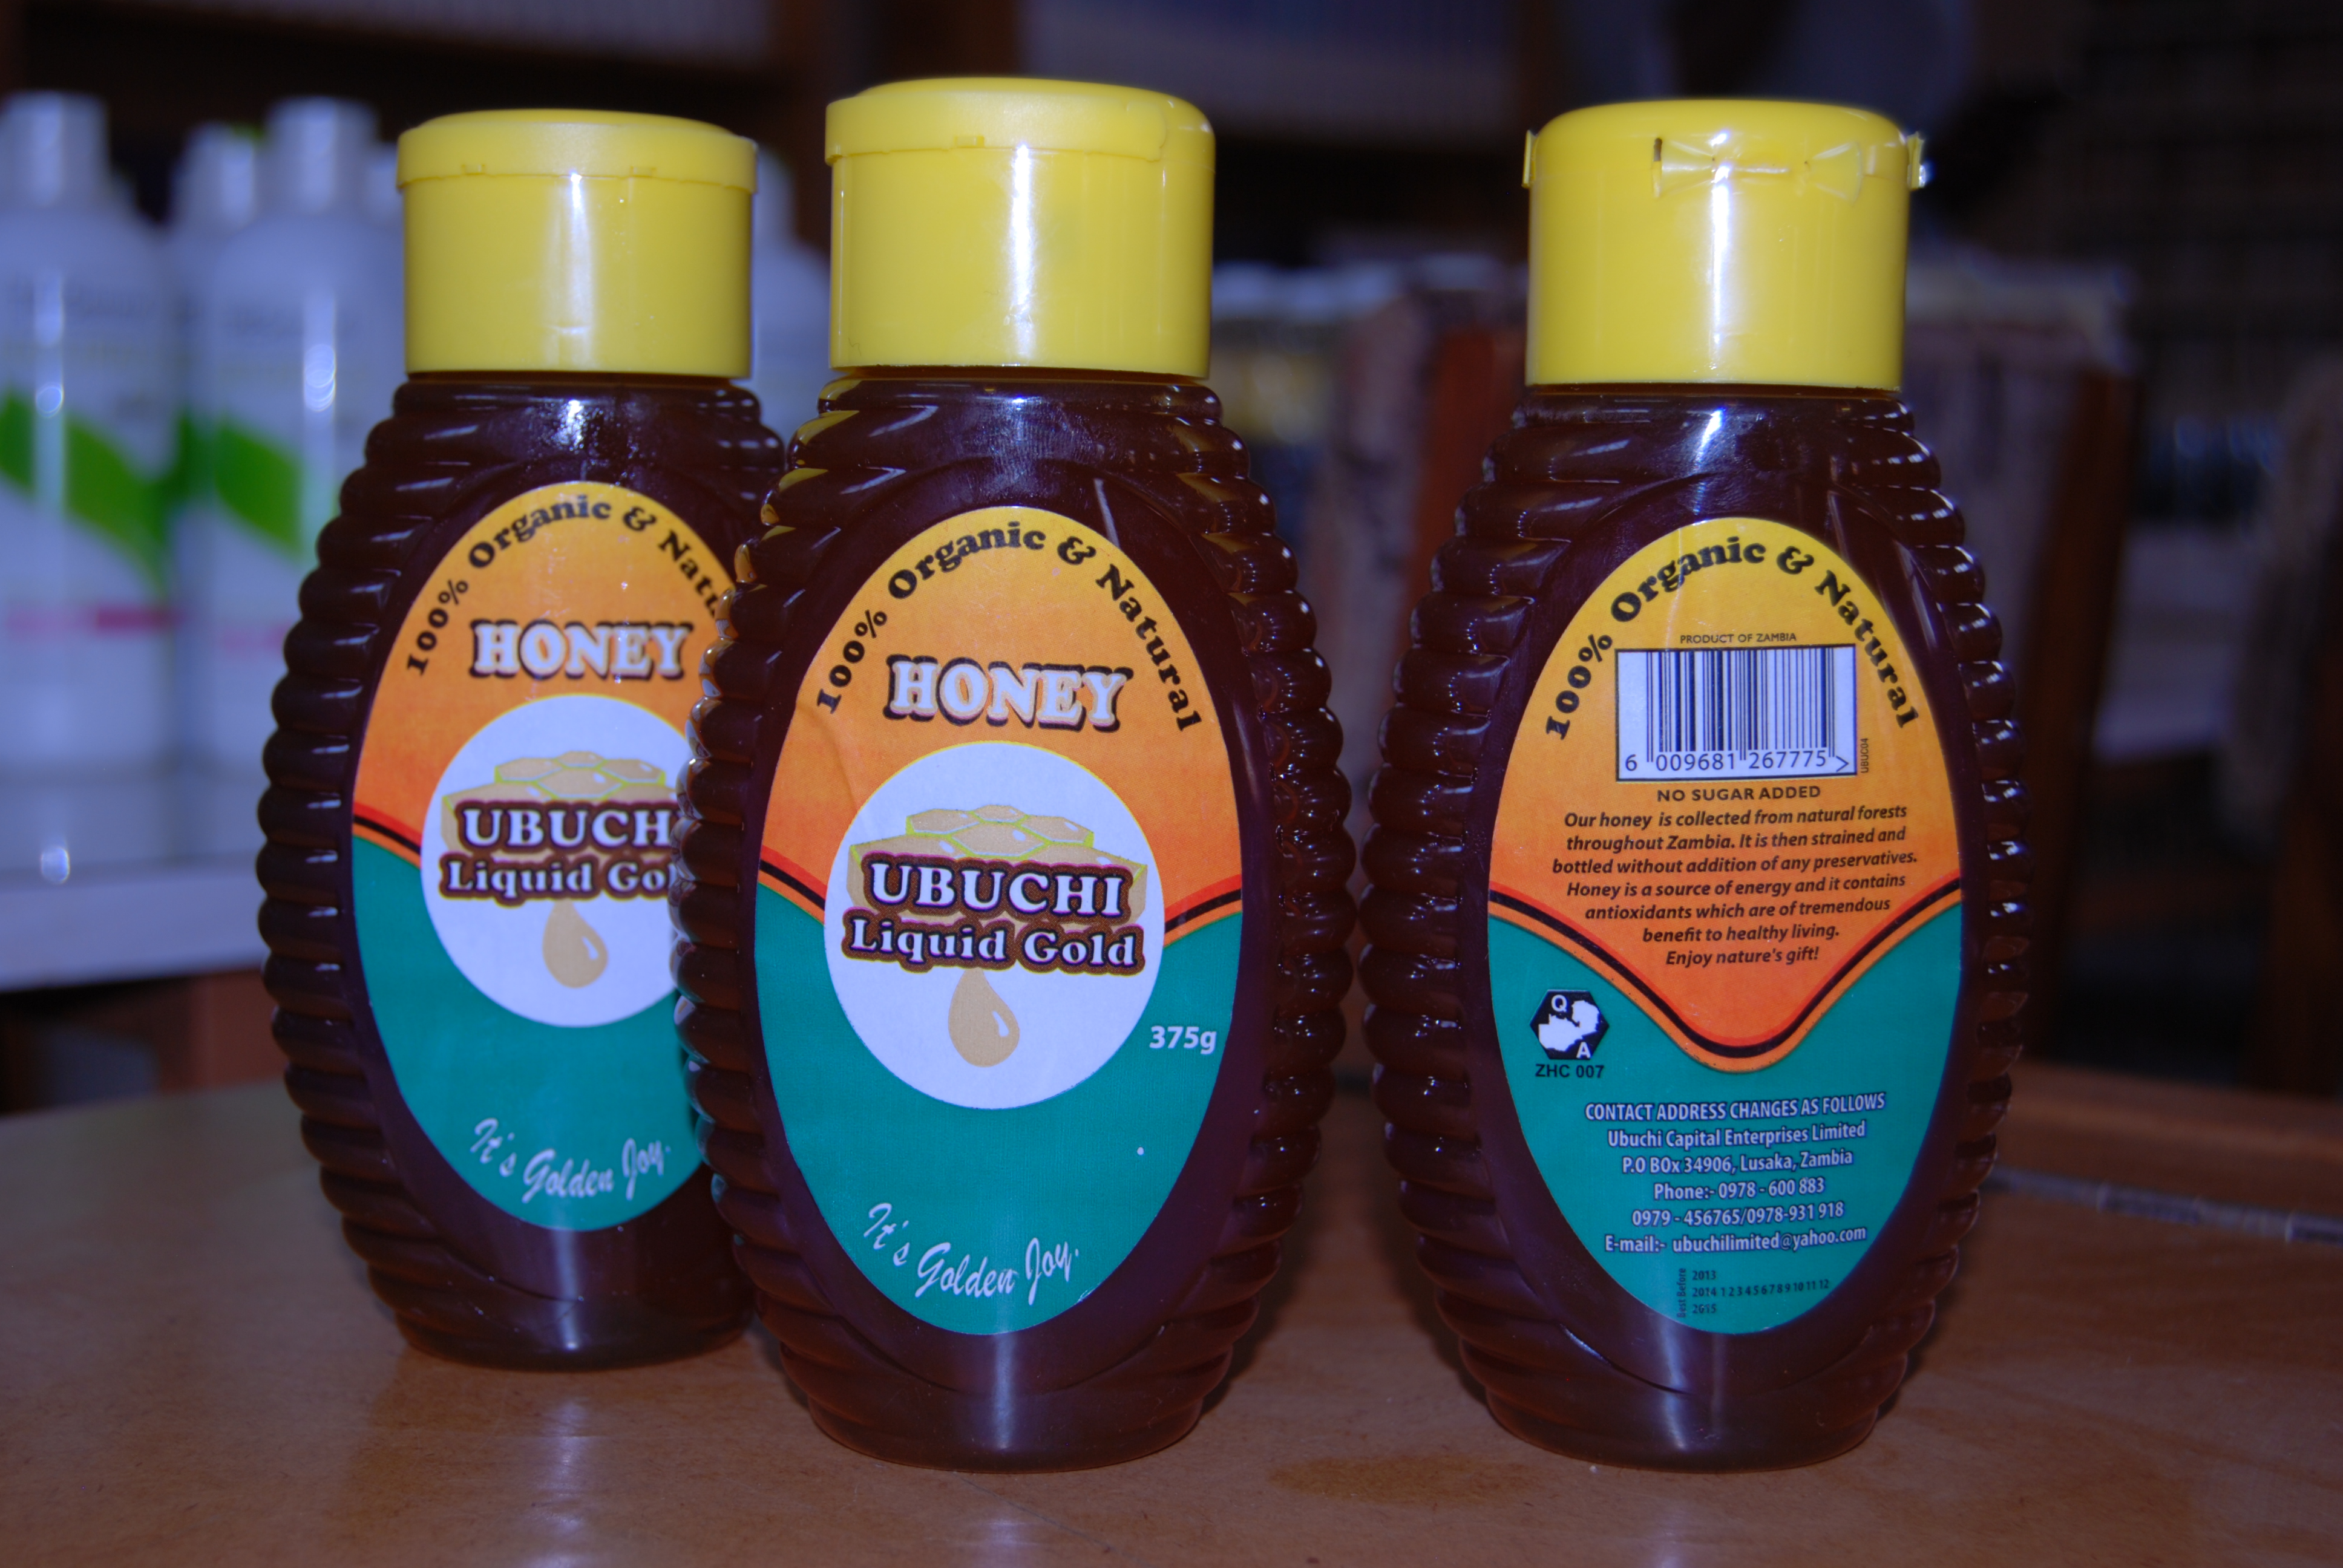 100% Organic & Natu
HONEY
UBUCH
Liquid Gol
It's Golden Joy.
100% Organic & Natural
HONEY
UBUCHI
Liquid Gold
375g
It's Golden Joy.
100% Organic & Natural
PRODUCT OF ZAMBIA
6 009681 267775 >
UBUC04
NO SUGAR ADDED
Our honey is collected from natural forests
throughout Zambia. It is then strained and
bottled without addition of any preservatives.
Honey is a source of energy and it contains
antioxidants which are of tremendous
benefit to healthy living.
Enjoy nature's gift!
Q
A
ZHC 007
CONTACT ADDRESS CHANGES AS FOLLOWS
Ubuchi Capital Enterprises Limited
P.O BOx 34906, Lusaka, Zambia
Phone:- 0978 - 600 883
0979 - 456765/0978-931 918
E-mail:- ubuchilimited@yahoo.com
Best Before
2013
2014 1 2 3 4 5 6 7 8 9 10 11 12
2015